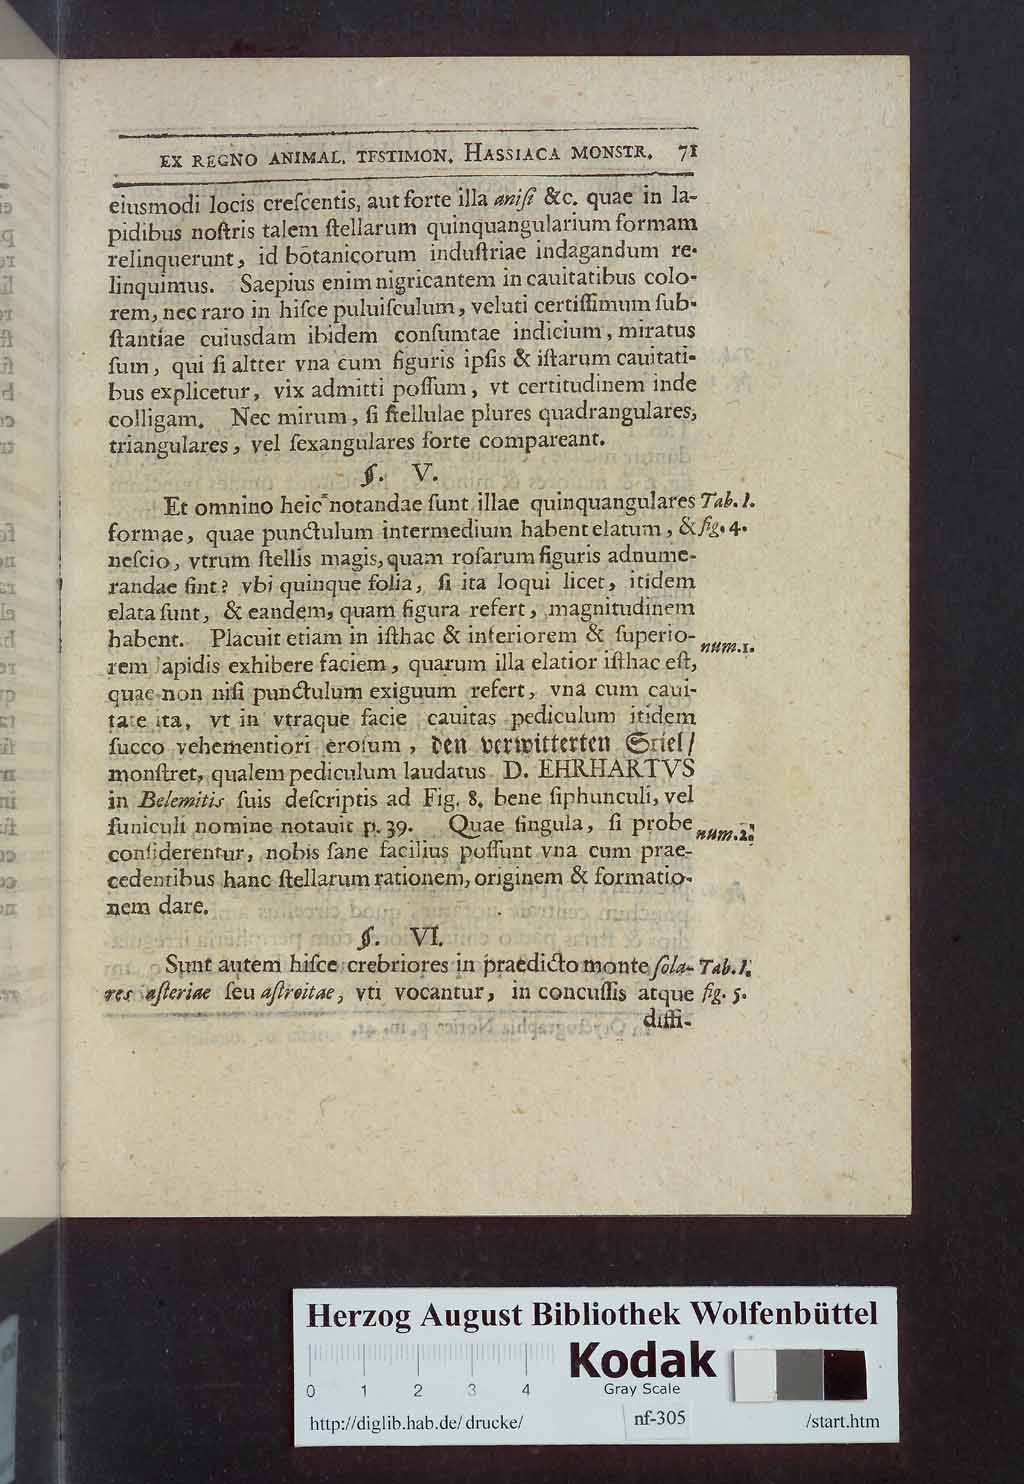 EX REGNO ANIMAL. TESTIMON. HASSIACA MONSTR. 71
eiusmodi locis creſcentis, aut forte illa aniſi &c. quae in la-
pidibus noſtris talem ſtellarum quinquangularium formam
relinquerunt, id botanicorum induſtriae indagandum re-
linquimus. Saepius enim nigricantem in cauitatibus colo-
rem, nec raro in hiſce puluiſculum, veluti certiſſimum ſub-
ſtantiae cuiusdam ibidem conſumtae indicium, miratus
ſum, qui ſi altter vna cum figuris ipſis & iſtarum cauitati-
bus explicetur, vix admitti poſſum, vt certitudinem inde
colligam. Nec mirum, ſi ſtellulae plures quadrangulares,
triangulares, vel ſexangulares forte compareant.
§. V.
Et omnino heic notandae ſunt illae quinquangulares Tab. I.
formae, quae punctulum intermedium habent elatum, & fig. 4.
neſcio, vtrum ſtellis magis, quam roſarum figuris adnume-
randae ſint? vbi quinque folia, ſi ita loqui licet, itidem
elata ſunt, & eandem, quam figura refert, magnitudinem
habent. Placuit etiam in iſthac & inferiorem & ſuperio- num. 1.
rem lapidis exhibere faciem, quarum illa elatior iſthac eſt,
quae non niſi punctulum exiguum refert, vna cum caui-
tate ita, vt in vtraque facie cauitas pediculum itidem
ſucco vehementiori eroſum, den verwitterten Stiel/
monſtret, qualem pediculum laudatus D. EHRHARTVS
in Belemitis ſuis deſcriptis ad Fig. 8. bene ſiphunculi, vel
funiculi nomine notauit p. 39. Quae ſingula, ſi probe num. 2.
conſiderentur, nobis ſane facilius poſſunt vna cum prae-
cedentibus hanc ſtellarum rationem, originem & formatio-
nem dare.
§. VI.
Sunt autem hiſce crebriores in praedicto monte ſola- Tab. I.
res aſteriae ſeu aſtroitae, vti vocantur, in concuſſis atque fig. 5.
diffi-
Herzog August Bibliothek Wolfenbüttel
Kodak
Gray Scale
0 1 2 3 4
http://diglib.hab.de/drucke/ nf-305 /start.htm